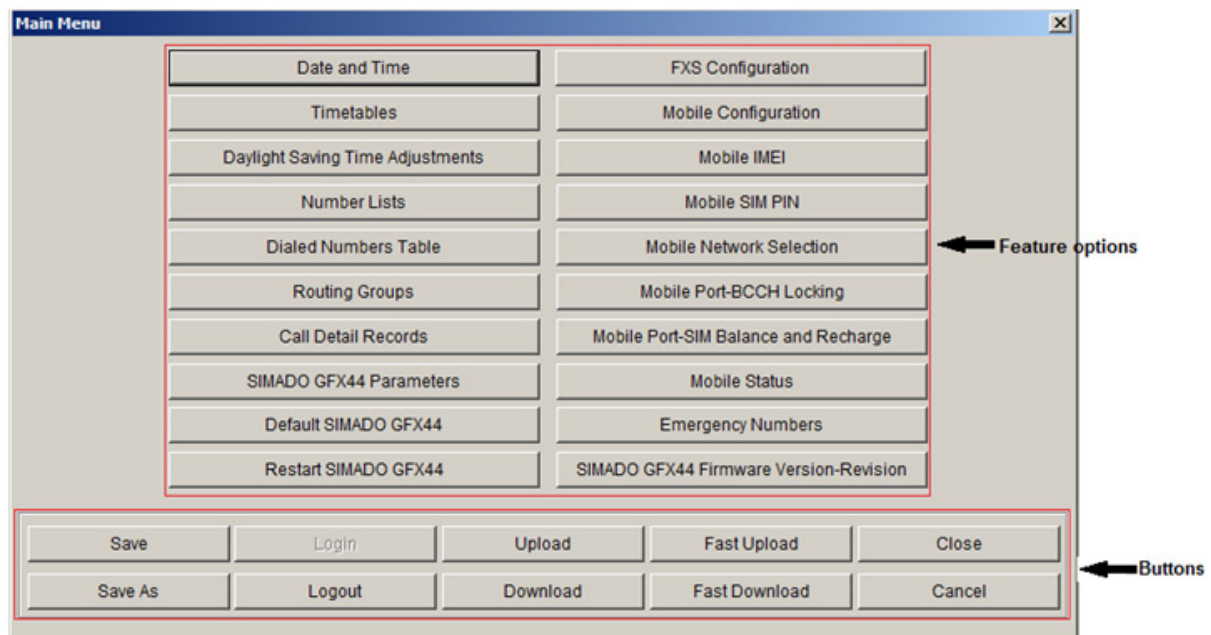 Main Menu
Date and Time
FXS Configuration
Timetables
Mobile Configuration
Daylight Saving Time Adjustments
Mobile IMEI
Number Lists
Mobile SIM PIN
Dialed Numbers Table
Mobile Network Selection
Feature options
Routing Groups
Mobile Port-BCCH Locking
Call Detail Records
Mobile Port-SIM Balance and Recharge
SIMADO GFX44 Parameters
Mobile Status
Default SIMADO GFX44
Emergency Numbers
Restart SIMADO GFX44
SIMADO GFX44 Firmware Version-Revision
Save
Login
Upload
Fast Upload
Close
Buttons
Save As
Logout
Download
Fast Download
Cancel